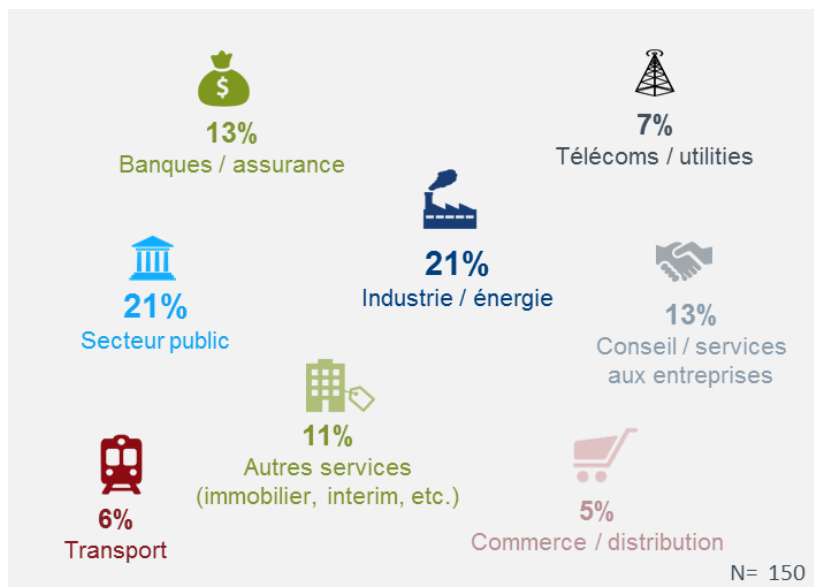 13%
Banques / assurance
7%
Télécoms / utilities
21%
Industrie / énergie
21%
Secteur public
13%
Conseil / services
aux entreprises
11%
Autres services
(immobilier, interim, etc.)
6%
Transport
5%
Commerce / distribution
N= 150